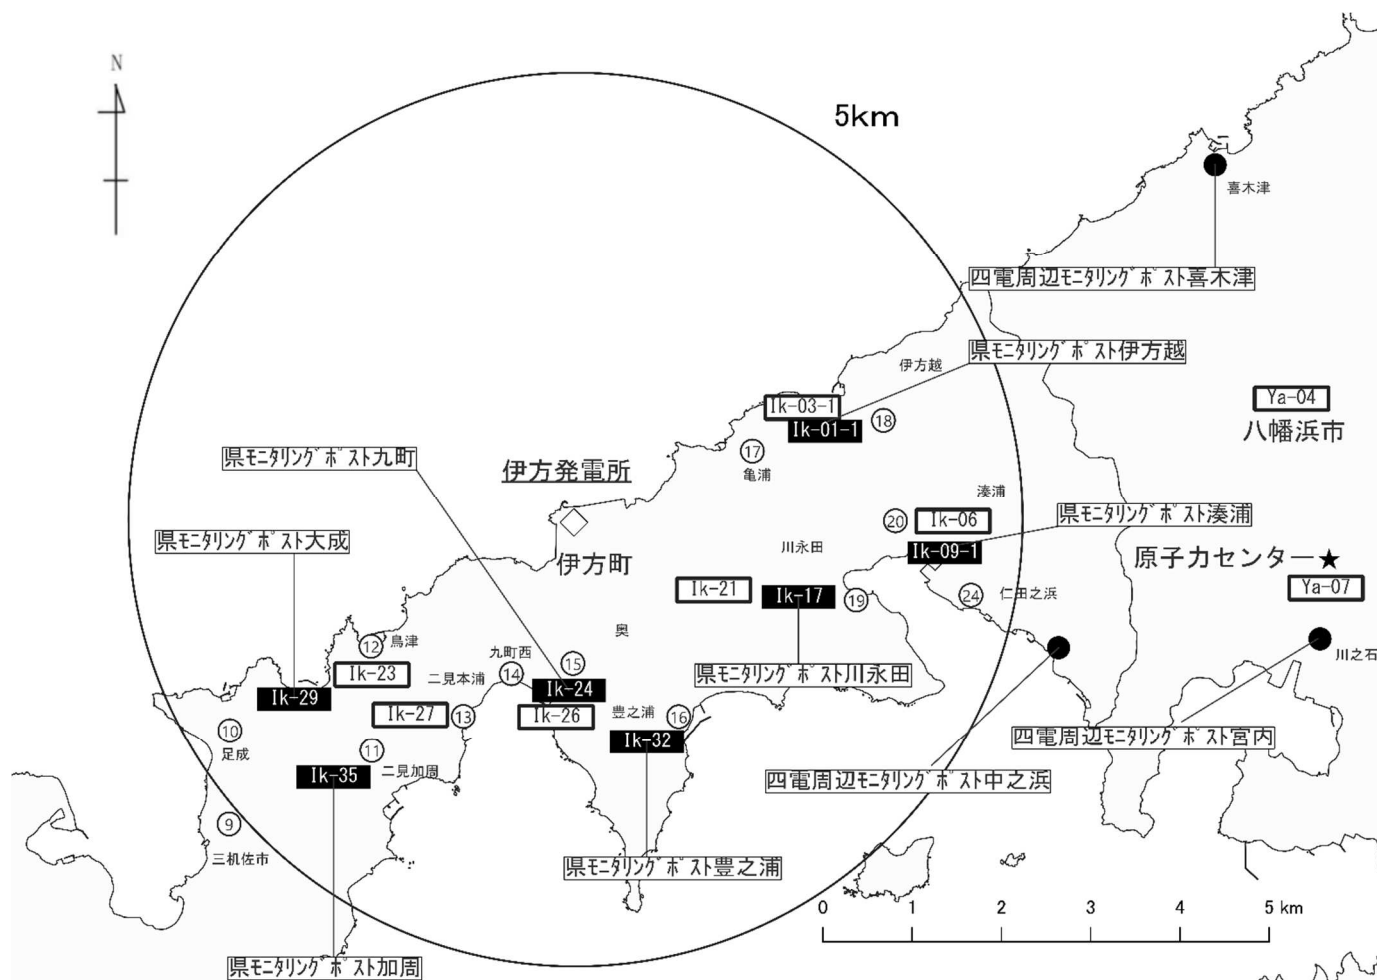 N
5km
喜木津
四電周辺モニタリングポスト喜木津
県モニタリングポスト伊方越
伊方越
Ik-03-1
Ik-01-1
18
Ya-04
八幡浜市
17
亀浦
県モニタリングポスト九町
伊方発電所
湊浦
20
Ik-06
県モニタリングポスト湊浦
県モニタリングポスト大成
伊方町
川永田
Ik-09-1
原子力センター★
Ik-21
Ik-17
19
24
仁田之浜
Ya-07
奥
12
鳥津
九町西
15
川之石
Ik-23
二見本浦
14
Ik-24
県モニタリングポスト川永田
Ik-29
Ik-27
13
Ik-26
豊之浦
16
10
足成
Ik-32
四電周辺モニタリングポスト宮内
11
Ik-35
二見加周
四電周辺モニタリングポスト中之浜
9
三机佐市
県モニタリングポスト豊之浦
0 1 2 3 4 5 km
県モニタリングポスト加周